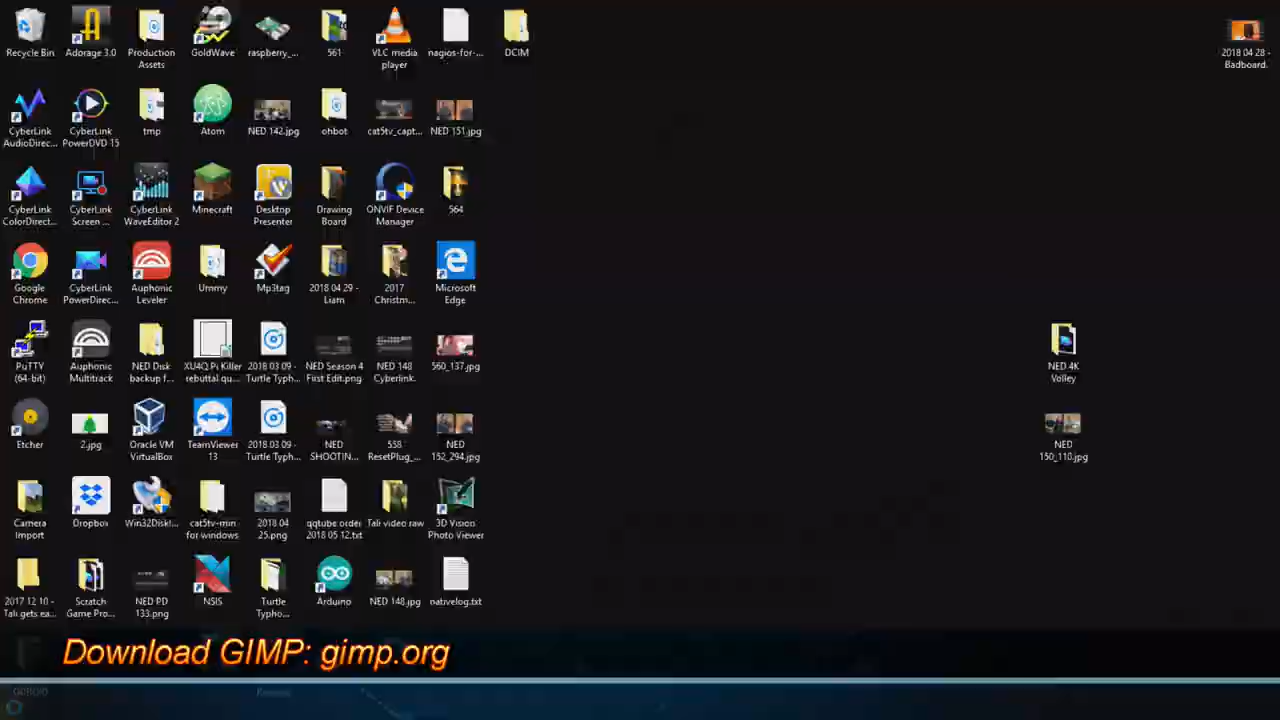 Recycle Bin
Adorage 3.0
Production
Assets
GoldWave
raspberry_...
561
VLC media
player
nagios-for-...
DCIM
2018 04 28 -
Badboard.
CyberLink
AudioDirec...
CyberLink
PowerDVD 15
tmp
Atom
NED 142.jpg
ohbot
cat5tv_capt...
NED 151.jpg
CyberLink
ColorDirect...
CyberLink
Screen ...
CyberLink
WaveEditor 2
Minecraft
Desktop
Presenter
Drawing
Board
ONVIF Device
Manager
564
Google
Chrome
CyberLink
PowerDirec...
Auphonic
Leveler
Ummy
Mp3tag
2018 04 29 -
Liam
2017
Christm...
Microsoft
Edge
PuTTY
(64-bit)
Auphonic
Multitrack
NED Disk
backup f...
XU4Q Pi Killer
rebuttal qu...
2018 03 09 -
Turtle Typh...
NED Season 4
First Edit.png
NED 148
Cyberlink.
560_137.jpg
NED 4K
Volley
Etcher
2.jpg
Oracle VM
VirtualBox
TeamViewer
13
2018 03 09 -
Turtle Typh...
NED
SHOOTIN...
558
ResetPlug_...
NED
152_294.jpg
NED
150_110.jpg
Camera
Import
Dropbox
Win32DiskI...
cat5tv-min
for windows
2018 04
25.png
qqtube order
2018 05 12.txt
Tali video raw
3D Vision
Photo Viewer
2017 12 10 -
Tali gets ea...
Scratch
Game Pro...
NED PD
133.png
NSIS
Turtle
Typho...
Arduino
NED 148.jpg
nativelog.txt
Download GIMP: gimp.org